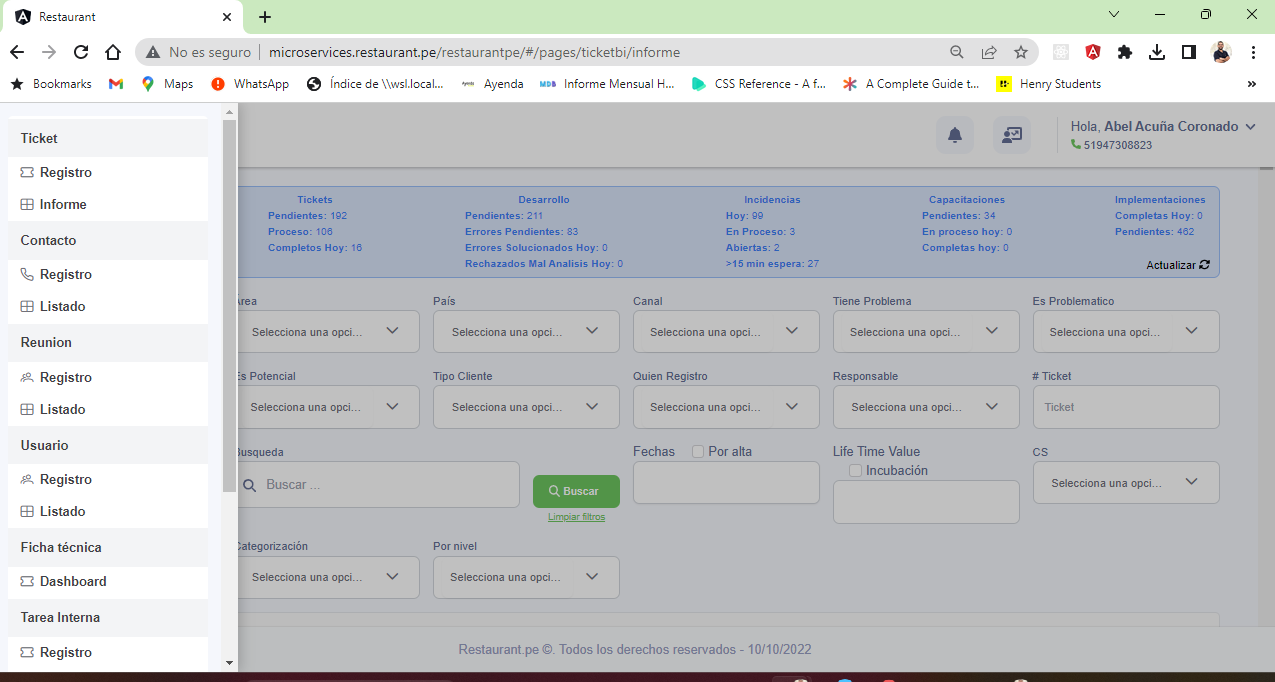 Restaurant
No es seguro microservices.restaurant.pe/restaurantpe/#/pages/ticketbi/informe
Bookmarks Maps WhatsApp Índice de \\wsl.local... Ayenda Informe Mensual H... CSS Reference - A f... A Complete Guide t... Henry Students »
Hola, Abel Acuña Coronado
51947308823
Ticket
Registro
Informe
Contacto
Registro
Listado
Reunion
Registro
Listado
Usuario
Registro
Listado
Ficha técnica
Dashboard
Tarea Interna
Registro
Tickets
Pendientes: 192
Proceso: 106
Completos Hoy: 16
Desarrollo
Pendientes: 211
Errores Pendientes: 83
Errores Solucionados Hoy: 0
Rechazados Mal Analisis Hoy: 0
Incidencias
Hoy: 99
En Proceso: 3
Abiertas: 2
>15 min espera: 27
Capacitaciones
Pendientes: 34
En proceso hoy: 0
Completas hoy: 0
Implementaciones
Completas Hoy: 0
Pendientes: 462
Actualizar
Área País Canal Tiene Problema Es Problematico
Selecciona una opci... Selecciona una opci... Selecciona una opci... Selecciona una opci... Selecciona una opci...
Es Potencial Tipo Cliente Quien Registro Responsable # Ticket
Selecciona una opci... Selecciona una opci... Selecciona una opci... Selecciona una opci... Ticket
Busqueda Fechas Por alta Life Time Value CS
Incubación
Buscar ... Buscar Selecciona una opci...
Limpiar filtros
Categorización Por nivel
Selecciona una opci... Selecciona una opci...
Restaurant.pe ©. Todos los derechos reservados - 10/10/2022